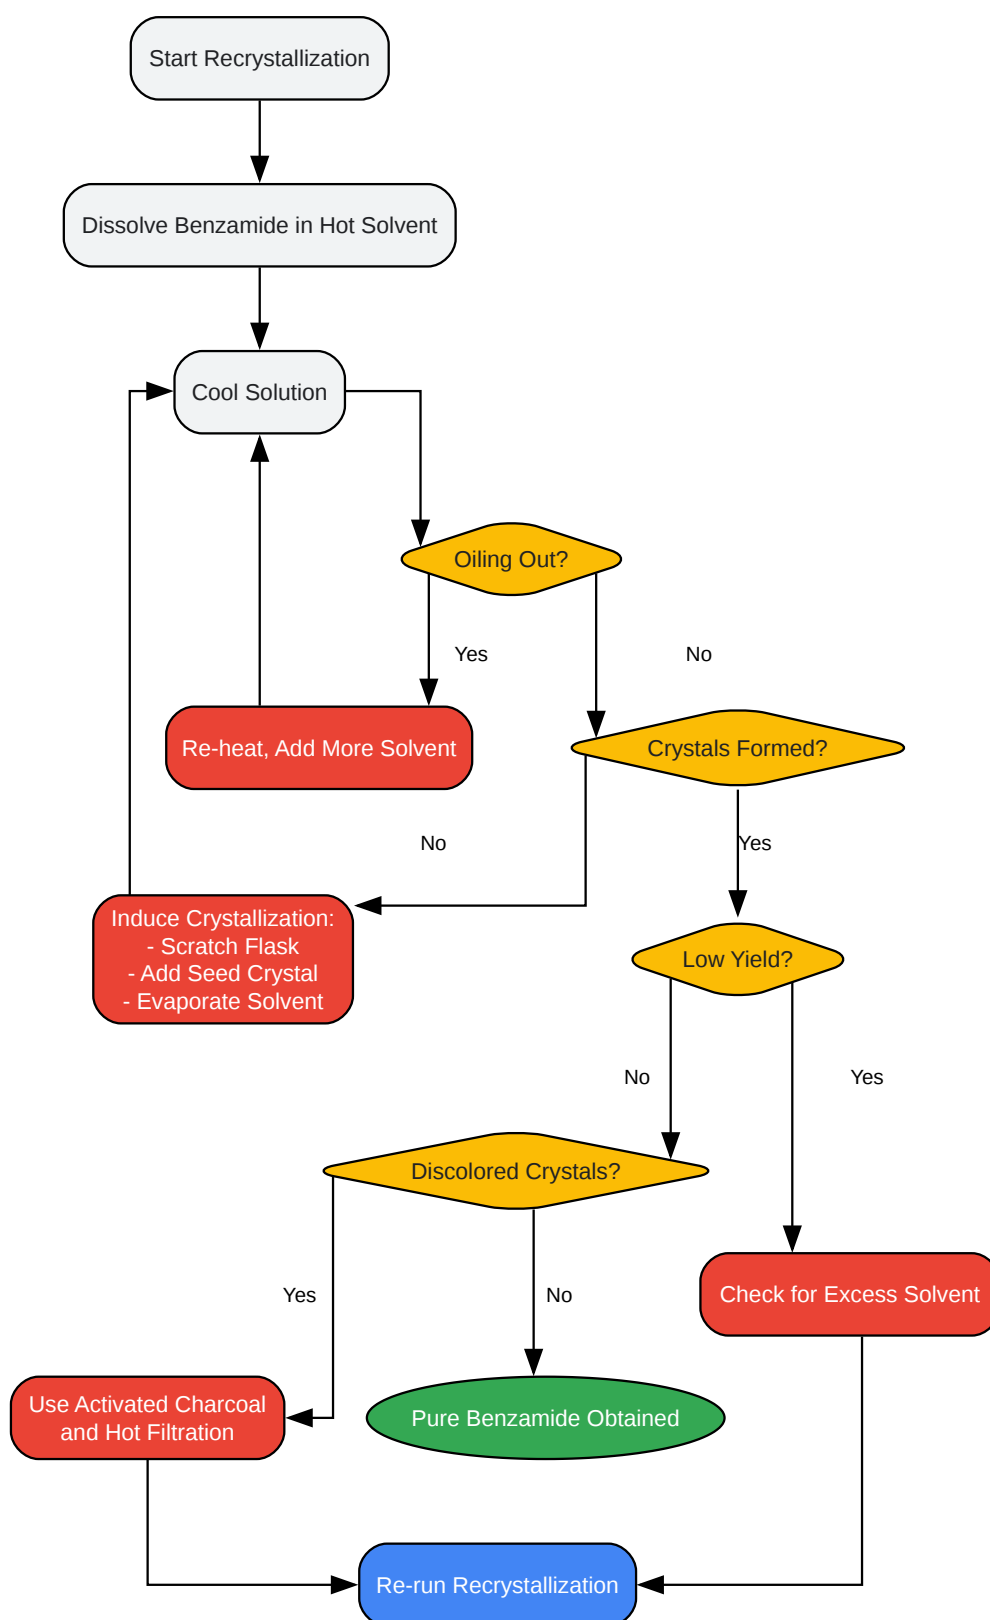 Start Recrystallization
Dissolve Benzamide in Hot Solvent
Cool Solution
Oiling Out?
Yes
No
Re-heat, Add More Solvent
Crystals Formed?
No
Yes
Induce Crystallization:
- Scratch Flask
- Add Seed Crystal
- Evaporate Solvent
Low Yield?
No
Yes
Discolored Crystals?
Yes
No
Check for Excess Solvent
Use Activated Charcoal
and Hot Filtration
Pure Benzamide Obtained
Re-run Recrystallization